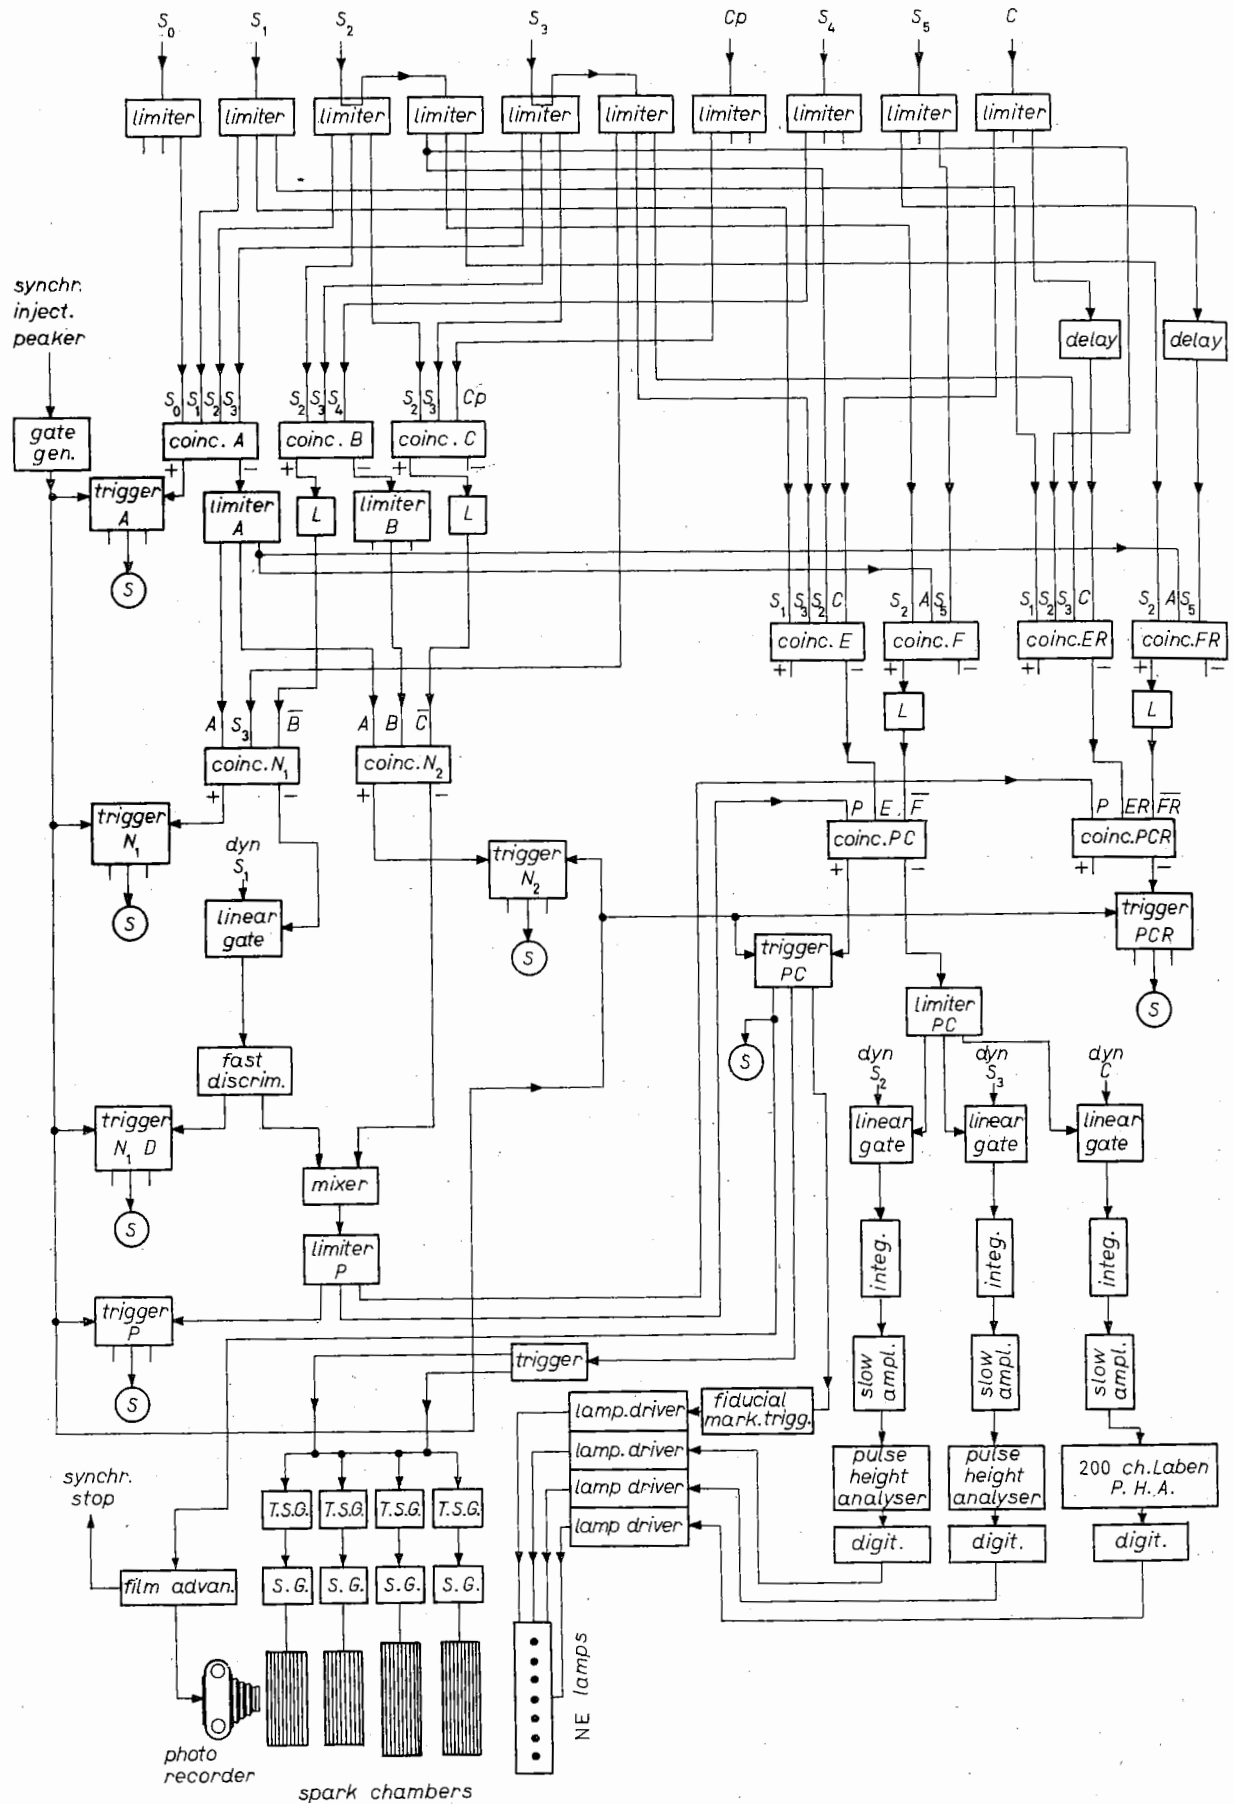 S0 S1 S2 S3 Cp S4 S5 C
limiter limiter limiter limiter limiter limiter limiter limiter limiter limiter
synchr.
inject.
peaker
delay delay
S0 S1 S2 S3 S2 S3 S4 S2 S3 Cp
gate
gen.
coinc. A coinc. B coinc. C
+ − + − + −
trigger
A
limiter
A
L
limiter
B
L
S
S1 S3 S2 C S2 A S5 S1 S2 S3 C S2 A S5
coinc. E coinc. F coinc.ER coinc.FR
+ − + − + − + −
L L
A S3 B̅ A B C̅
coinc.N1 coinc.N2
+ − + −
P E F̅ P ER F̅R̅
coinc.PC coinc.PCR
+ − + −
trigger
N1
dyn
S1
trigger
N2
linear
gate
trigger
PCR
S S
trigger
PC
S
limiter
PC
S
fast
discrim.
dyn
S2
dyn
S3
dyn
C
trigger
N1 D
linear
gate
linear
gate
linear
gate
mixer
S
limiter
P
integ. integ. integ.
trigger
P
trigger
slow
ampl.
slow
ampl.
slow
ampl.
S
lamp.driver
fiducial
mark.trigg.
lamp.driver
lamp driver
lamp driver
pulse
height
analyser
pulse
height
analyser
200 ch.Laben
P. H. A.
digit. digit. digit.
synchr.
stop
T.S.G. T.S.G. T.S.G. T.S.G.
film advan.
S.G. S.G. S.G. S.G.
NE lamps
photo
recorder
spark chambers